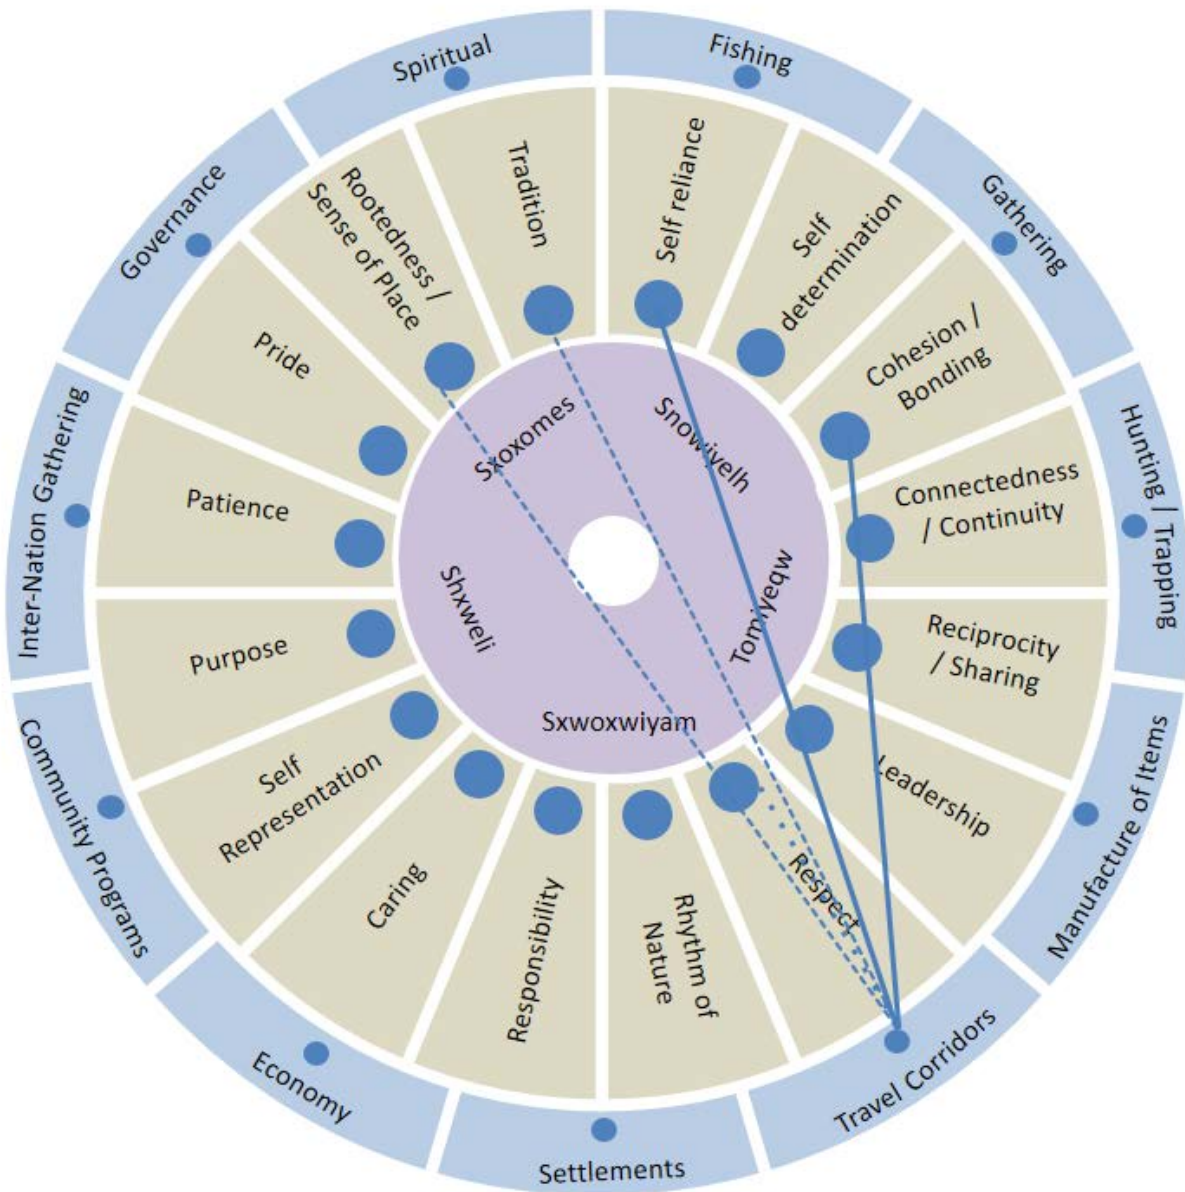 Spiritual
Fishing
Gathering
Hunting / Trapping
Manufacture of Items
Travel Corridors
Settlements
Economy
Community Programs
Inter-Nation Gathering
Governance
Tradition
Self reliance
Self
determination
Cohesion /
Bonding
Connectedness
/ Continuity
Reciprocity
/ Sharing
Leadership
Respect
Rhythm of
Nature
Responsibility
Caring
Self
Representation
Purpose
Patience
Pride
Rootedness /
Sense of Place
Sxoxomes
Snowiyelh
Tomiyeqw
Sxwoxwiyam
Shxweli